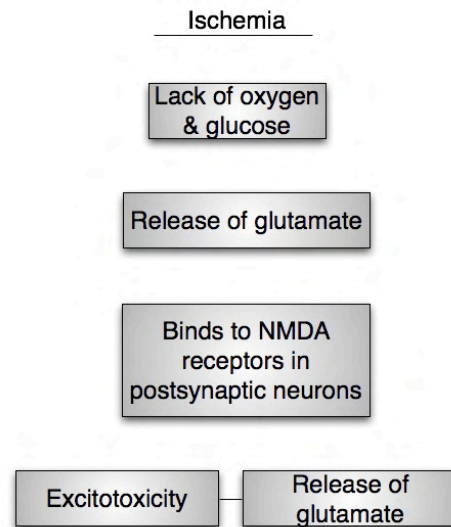 Ischemia
Lack of oxygen
& glucose
Release of glutamate
Binds to NMDA
receptors in
postsynaptic neurons
Excitotoxicity
Release of
glutamate